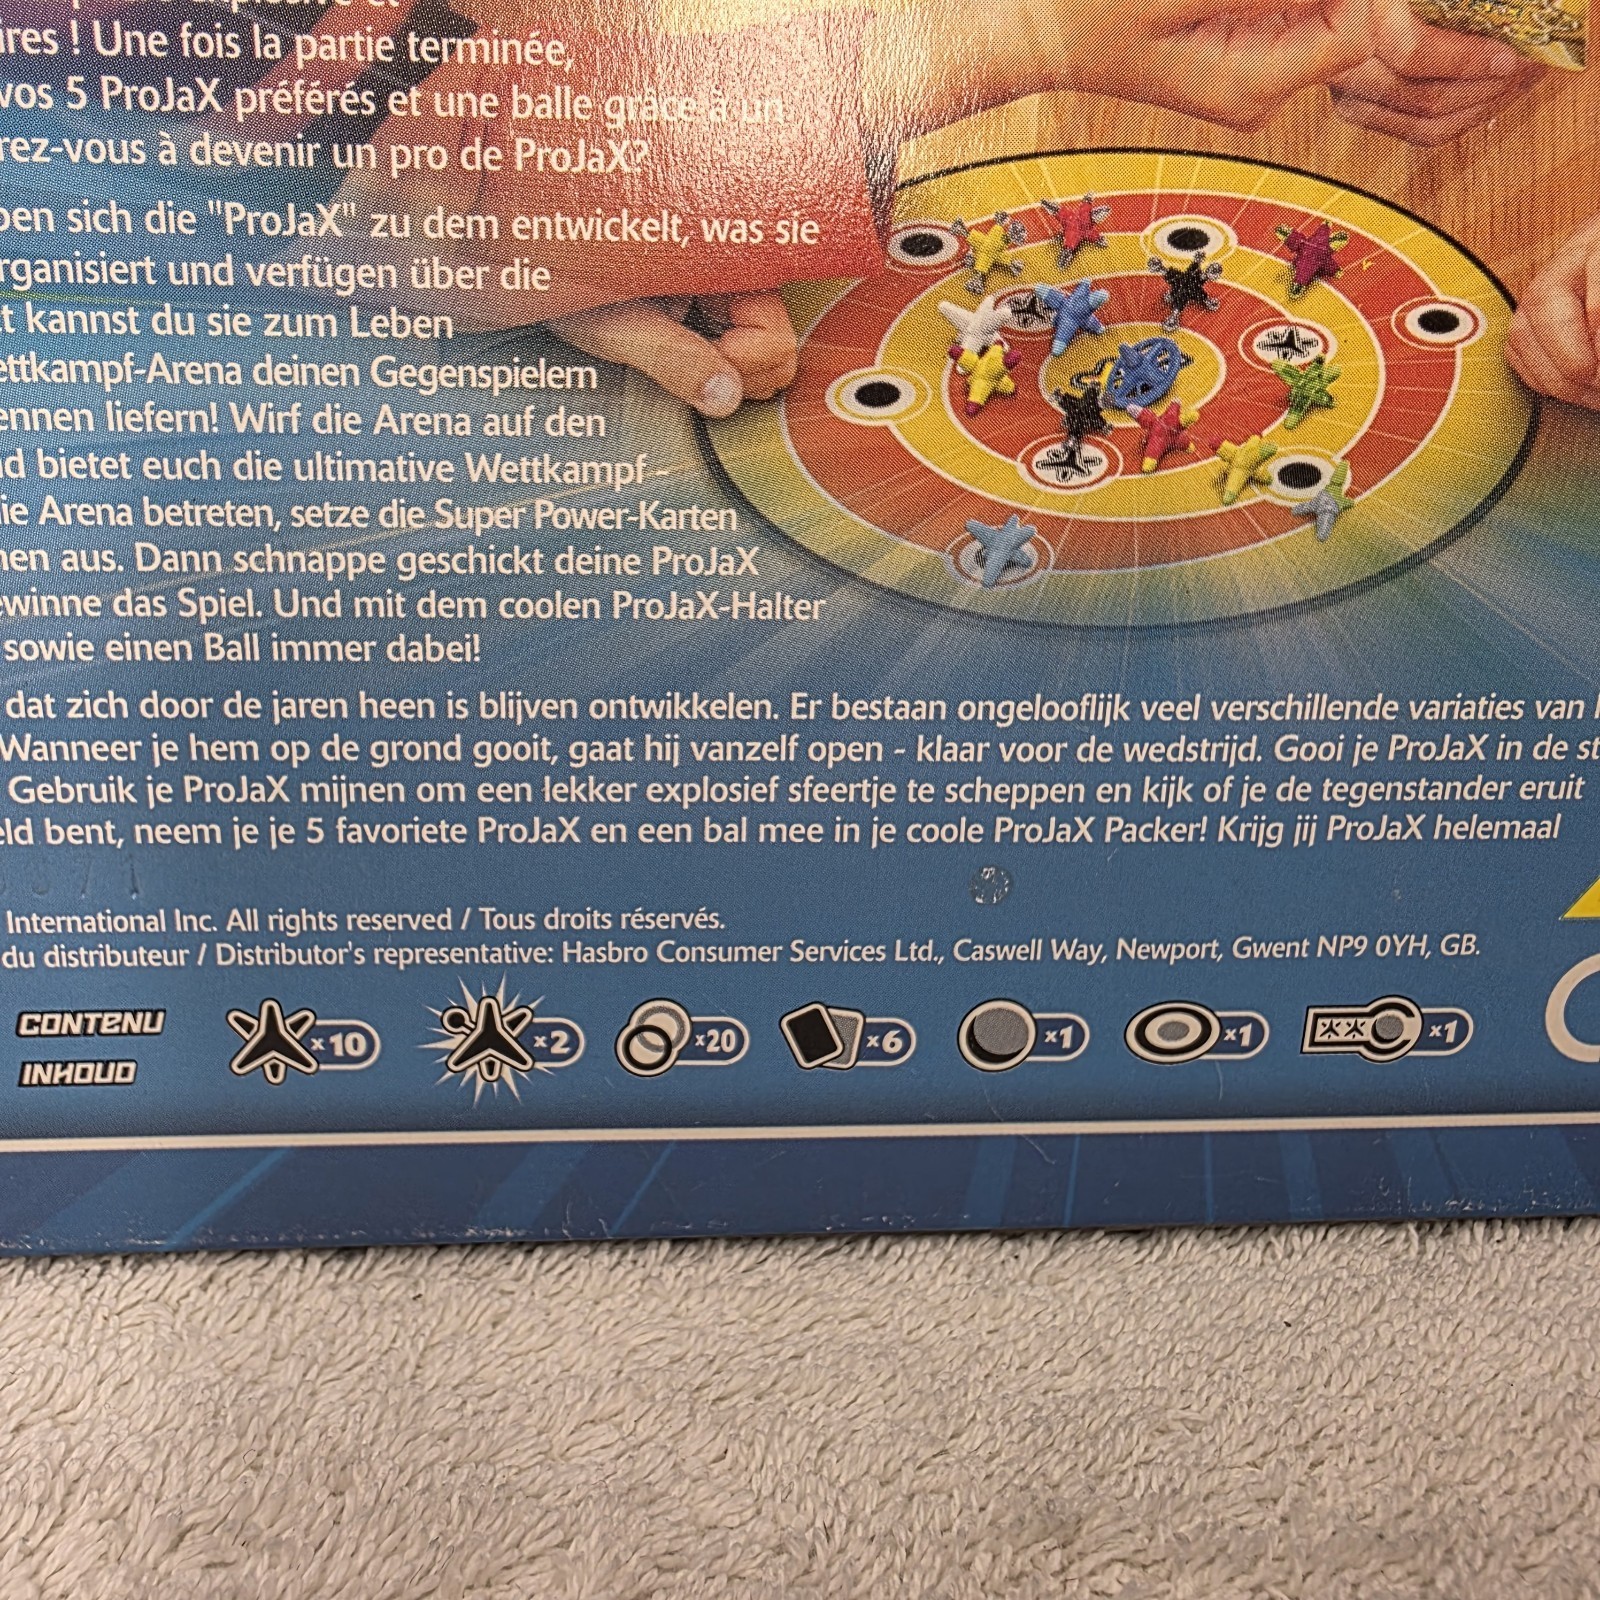 ires ! Une fois la partie terminée,
vos 5 ProJaX préférés et une balle grâce à un
rez-vous à devenir un pro de ProJaX?
ben sich die "ProJaX" zu dem entwickelt, was sie
rganisiert und verfügen über die
t kannst du sie zum Leben
ettkampf-Arena deinen Gegenspielern
ennen liefern! Wirf die Arena auf den
nd bietet euch die ultimative Wettkampf-
ie Arena betreten, setze die Super Power-Karten
nen aus. Dann schnappe geschickt deine ProJaX
ewinne das Spiel. Und mit dem coolen ProJaX-Halter
sowie einen Ball immer dabei!
dat zich door de jaren heen is blijven ontwikkelen. Er bestaan ongelooflijk veel verschillende variaties van
Wanneer je hem op de grond gooit, gaat hij vanzelf open - klaar voor de wedstrijd. Gooi je ProJaX in de st
Gebruik je ProJaX mijnen om een lekker explosief sfeertje te scheppen en kijk of je de tegenstander eruit
eld bent, neem je je 5 favoriete ProJaX en een bal mee in je coole ProJaX Packer! Krijg jij ProJaX helemaal
International Inc. All rights reserved / Tous droits réservés.
du distributeur / Distributor's representative: Hasbro Consumer Services Ltd., Caswell Way, Newport, Gwent NP9 0YH, GB.
CONTENU
INHOUD
x10 x2 x20 x6 x1 x1 x1